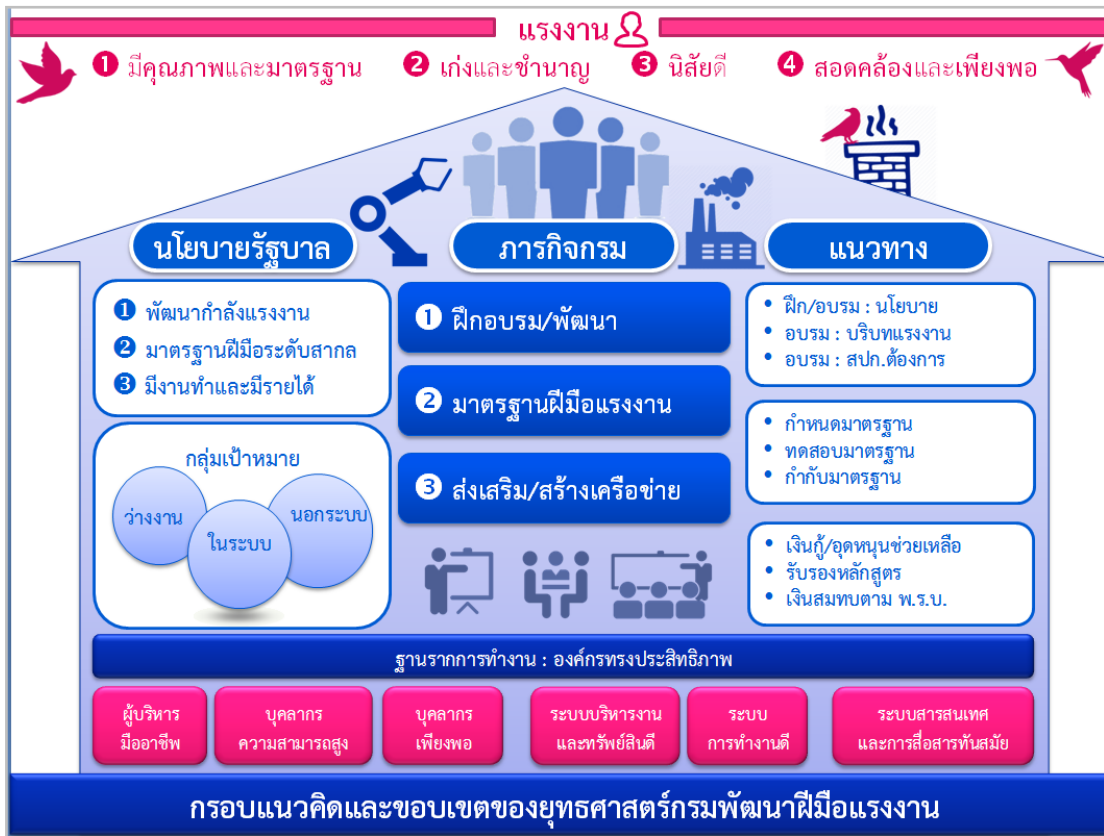 แรงงาน
❶ มีคุณภาพและมาตรฐาน ❷ เก่งและชำนาญ ❸ นิสัยดี ❹ สอดคล้องและเพียงพอ
นโยบายรัฐบาล
❶ พัฒนากำลังแรงงาน
❷ มาตรฐานฝีมือระดับสากล
❸ มีงานทำและมีรายได้
กลุ่มเป้าหมาย
ว่างงาน
ในระบบ
นอกระบบ
ภารกิจกรม
❶ ฝึกอบรม/พัฒนา
❷ มาตรฐานฝีมือแรงงาน
❸ ส่งเสริม/สร้างเครือข่าย
แนวทาง
• ฝึก/อบรม : นโยบาย
• อบรม : บริบทแรงงาน
• อบรม : สปก.ต้องการ
• กำหนดมาตรฐาน
• ทดสอบมาตรฐาน
• กำกับมาตรฐาน
• เงินกู้/อุดหนุนช่วยเหลือ
• รับรองหลักสูตร
• เงินสมทบตาม พ.ร.บ.
ฐานรากการทำงาน : องค์กรทรงประสิทธิภาพ
ผู้บริหาร
มืออาชีพ
บุคลากร
ความสามารถสูง
บุคลากร
เพียงพอ
ระบบบริหารงาน
และทรัพย์สินดี
ระบบ
การทำงานดี
ระบบสารสนเทศ
และการสื่อสารทันสมัย
กรอบแนวคิดและขอบเขตของยุทธศาสตร์กรมพัฒนาฝีมือแรงงาน